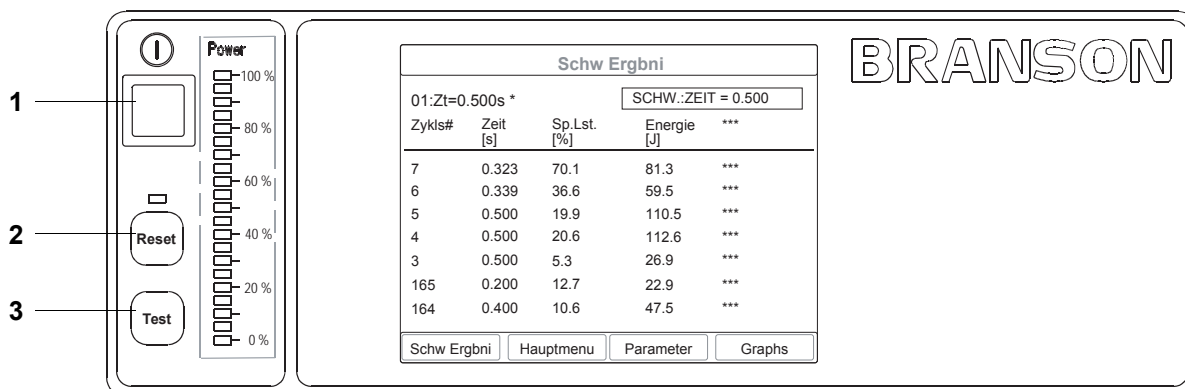 Power
BRANSON
100 %
80 %
60 %
40 %
20 %
0 %
1
2
3
Reset
Test
Schw Ergbni
01:Zt=0.500s * SCHW.:ZEIT = 0.500
Zykls# Zeit [s] Sp.Lst. [%] Energie [J] ***
7 0.323 70.1 81.3 ***
6 0.339 36.6 59.5 ***
5 0.500 19.9 110.5 ***
4 0.500 20.6 112.6 ***
3 0.500 5.3 26.9 ***
165 0.200 12.7 22.9 ***
164 0.400 10.6 47.5 ***
Schw Ergbni Hauptmenu Parameter Graphs